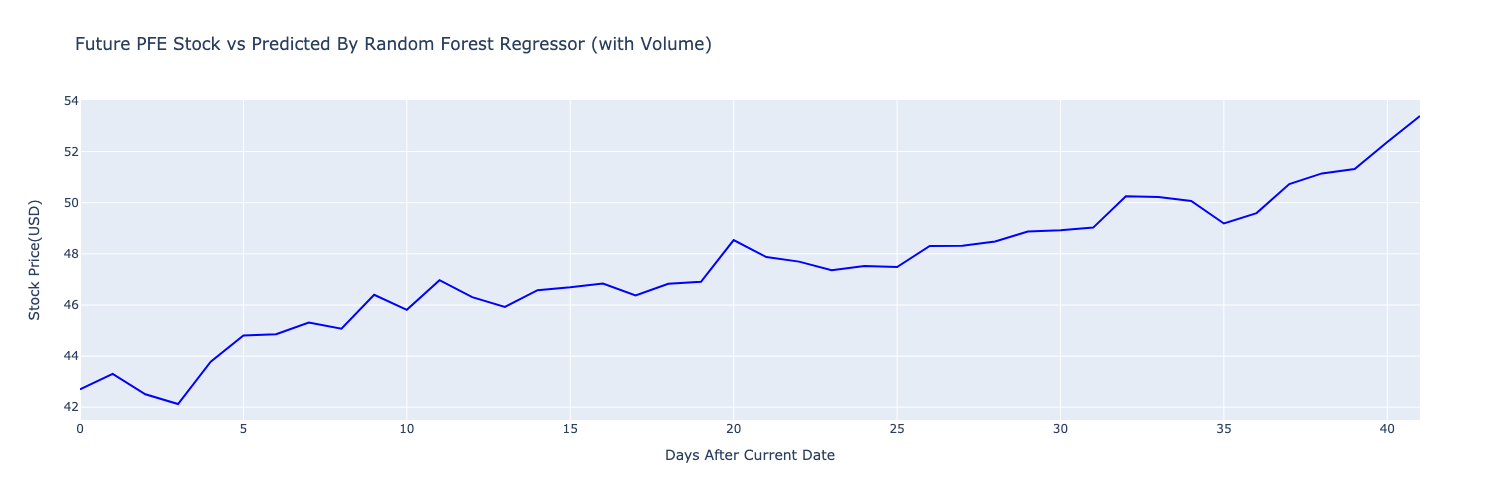 Future PFE Stock vs Predicted By Random Forest Regressor (with Volume)
54
52
50
48
46
44
42
Stock Price(USD)
0 5 10 15 20 25 30 35 40
Days After Current Date